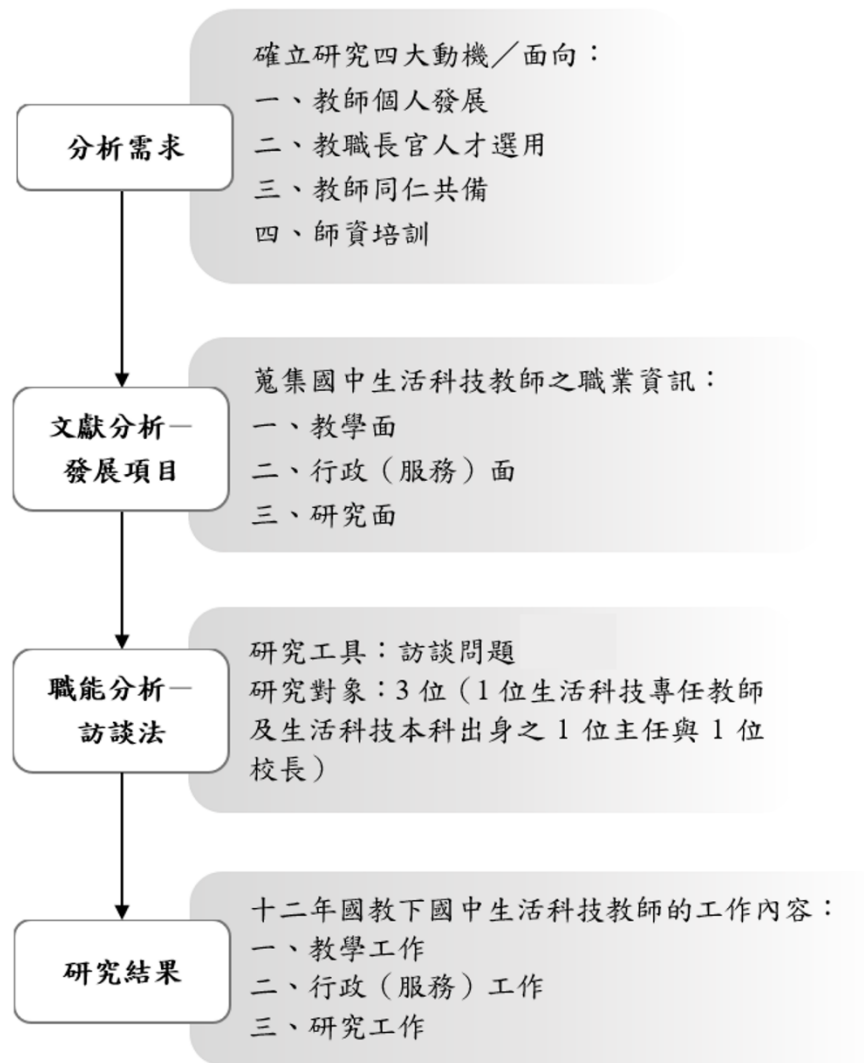 分析需求
確立研究四大動機／面向：
一、教師個人發展
二、教職長官人才選用
三、教師同仁共備
四、師資培訓
文獻分析－
發展項目
蒐集國中生活科技教師之職業資訊：
一、教學面
二、行政（服務）面
三、研究面
職能分析－
訪談法
研究工具：訪談問題
研究對象：3 位（1 位生活科技專任教師
及生活科技本科出身之 1 位主任與 1 位
校長）
研究結果
十二年國教下國中生活科技教師的工作內容：
一、教學工作
二、行政（服務）工作
三、研究工作